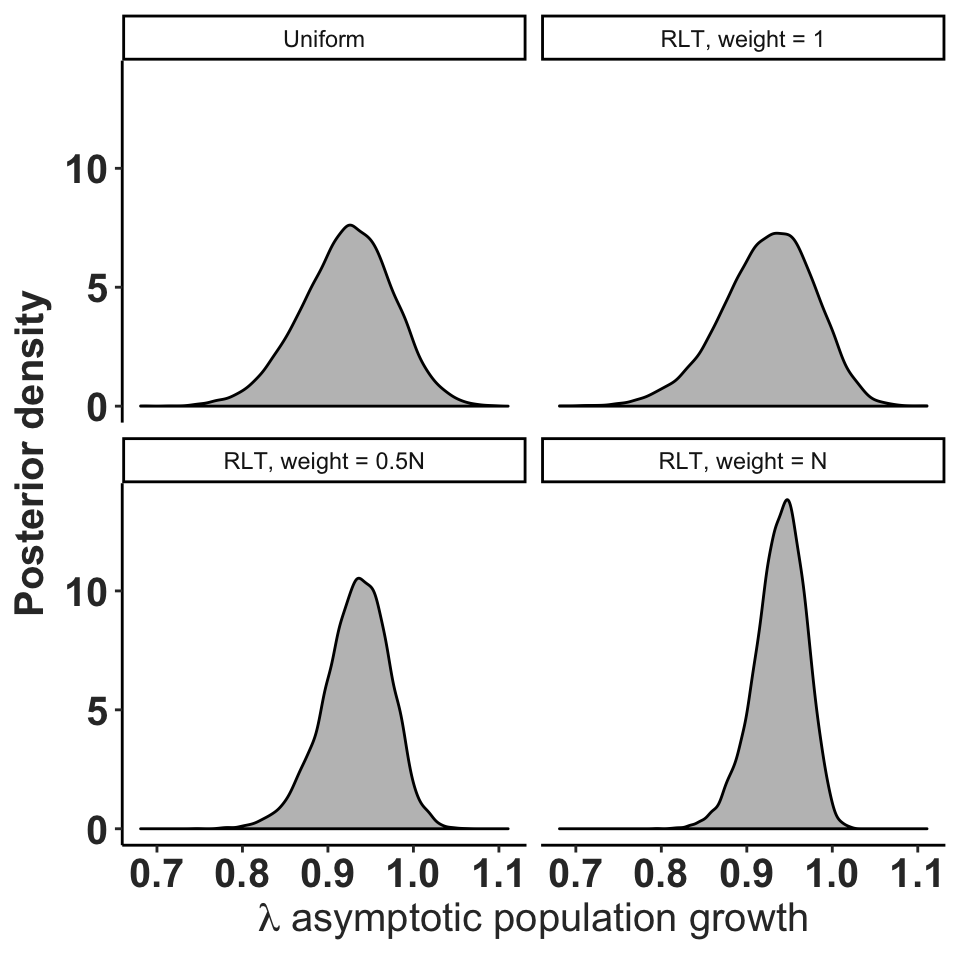 Uniform
RLT, weight = 1
10
5
0
RLT, weight = 0.5N
RLT, weight = N
10
5
0
Posterior density
0.7 0.8 0.9 1.0 1.1 0.7 0.8 0.9 1.0 1.1
λ asymptotic population growth